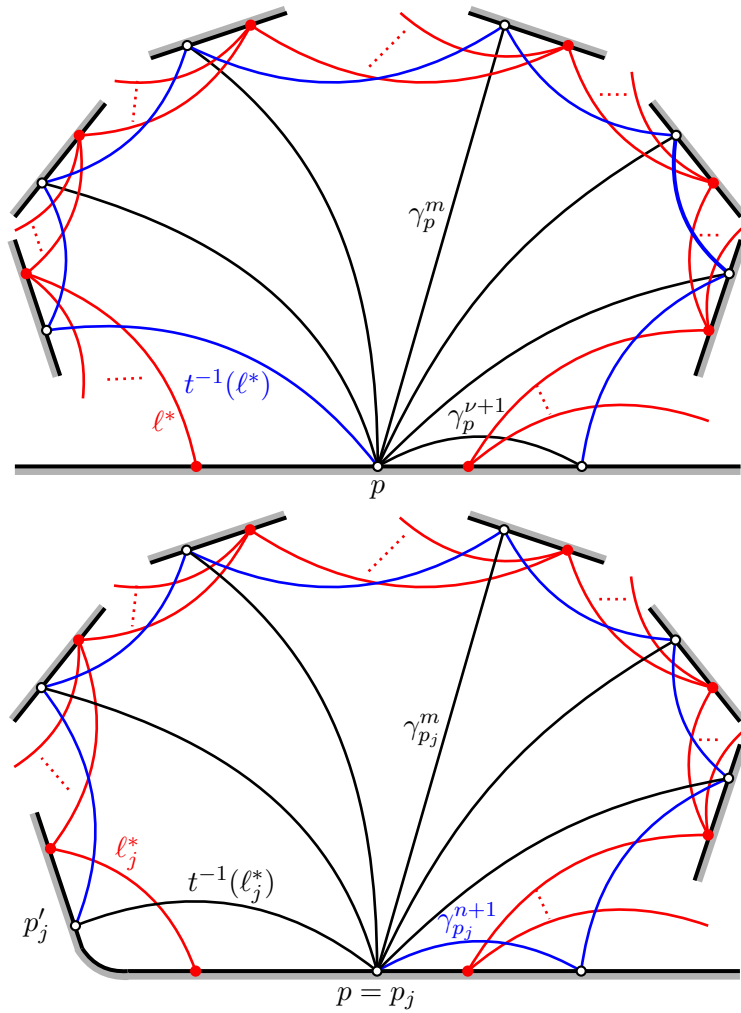 γ_p^m
t^{-1}(ℓ*)
ℓ*
γ_p^{ν+1}
p
γ_{p_j}^m
ℓ_j^*
t^{-1}(ℓ_j^*)
p'_j
γ_{p_j}^{n+1}
p = p_j